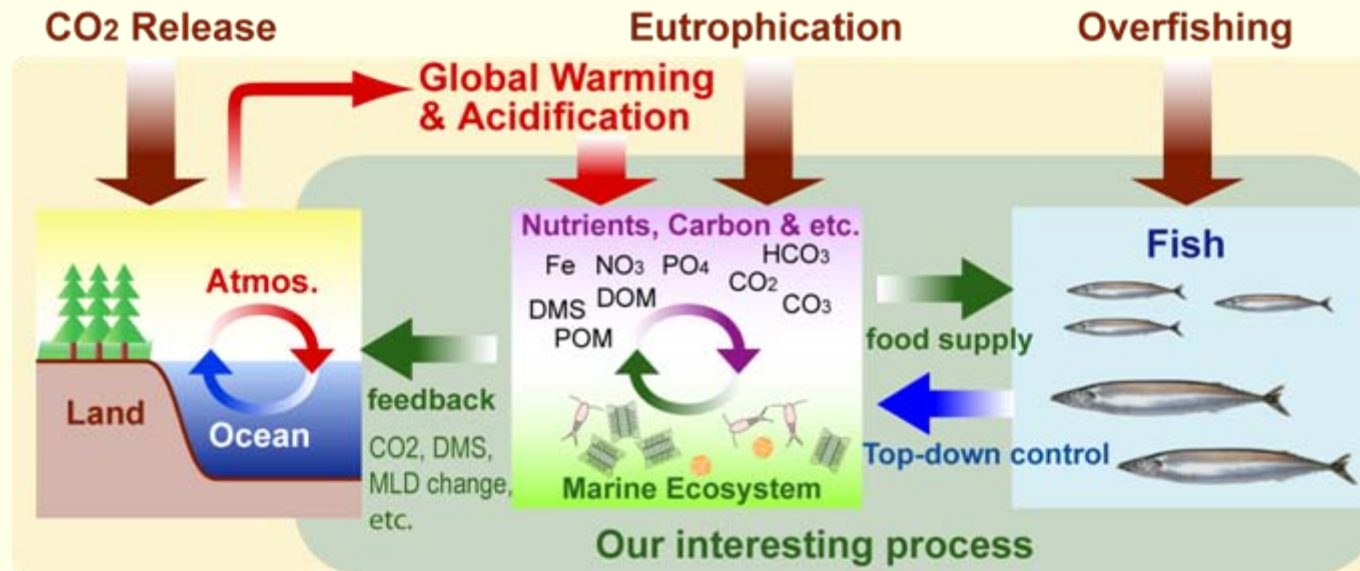 CO2 Release
Eutrophication
Overfishing
Global Warming
& Acidification
Atmos.
Land
Ocean
feedback
CO2, DMS,
MLD change,
etc.
Nutrients, Carbon & etc.
Fe NO3 PO4 HCO3
CO2
DMS DOM CO3
POM
Marine Ecosystem
food supply
Top-down control
Fish
Our interesting process